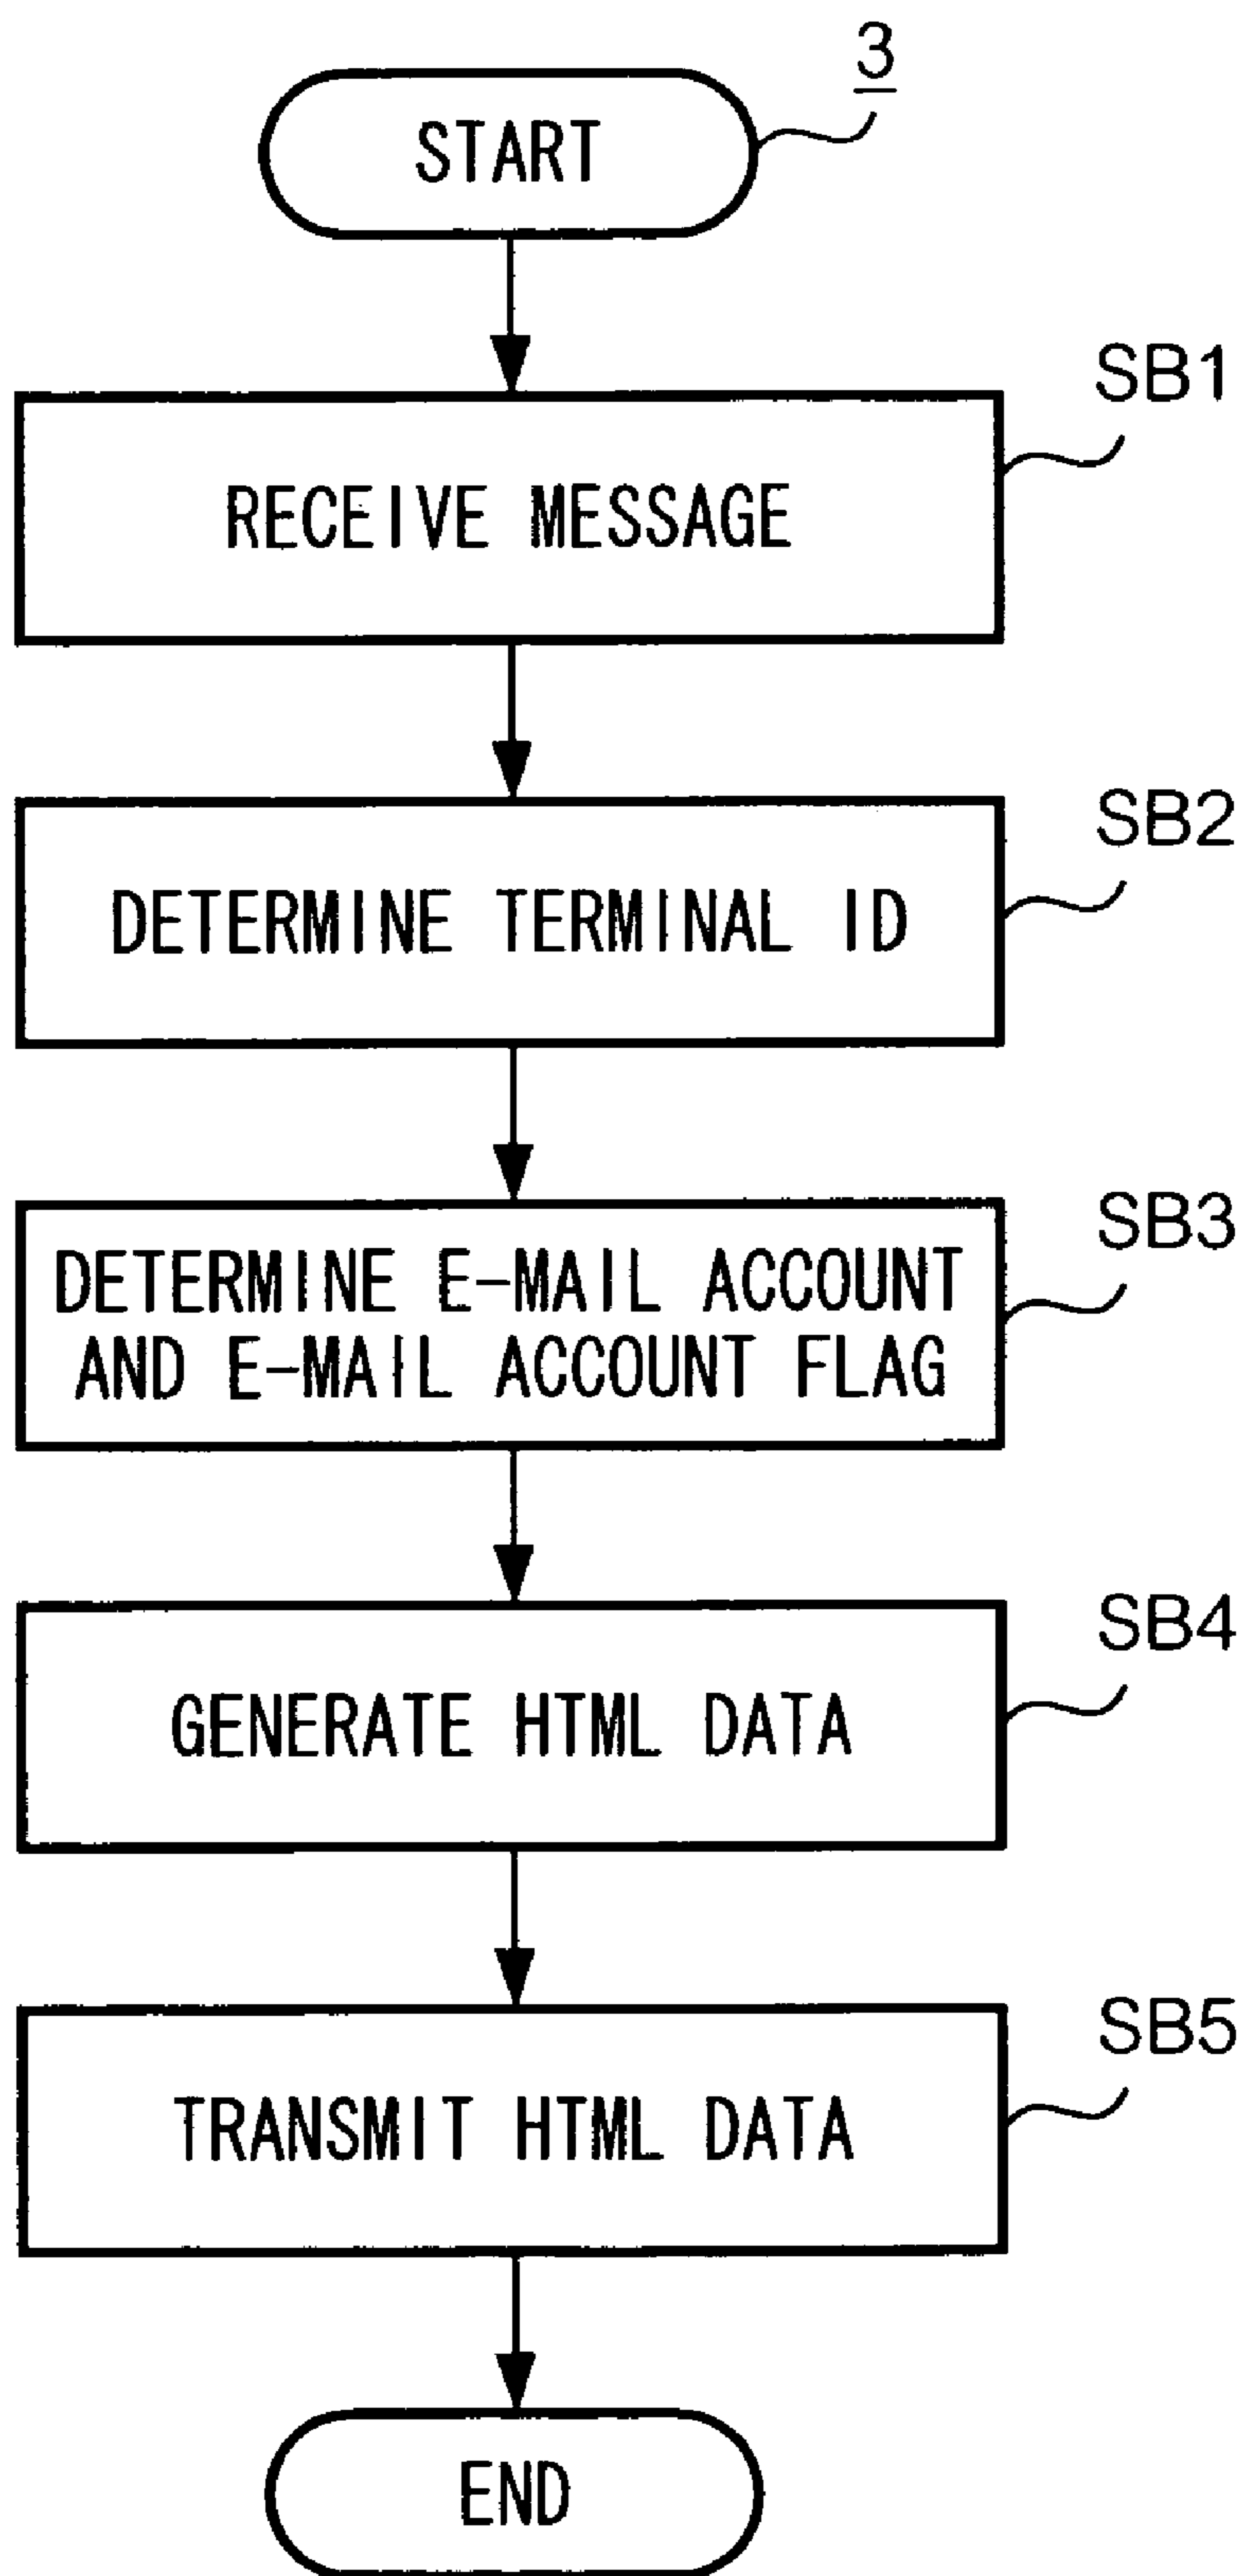 3
START
SB1
RECEIVE MESSAGE
SB2
DETERMINE TERMINAL ID
SB3
DETERMINE E-MAIL ACCOUNT
AND E-MAIL ACCOUNT FLAG
SB4
GENERATE HTML DATA
SB5
TRANSMIT HTML DATA
END